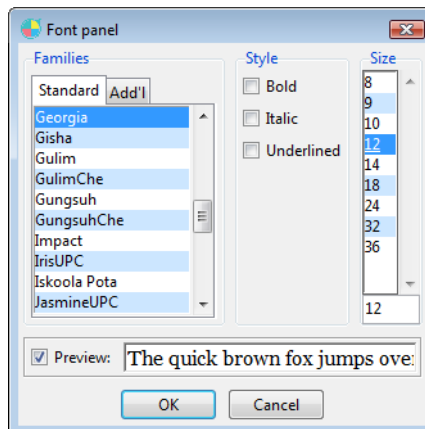 Font panel
Families
Standard
Add'l
Georgia
Gisha
Gulim
GulimChe
Gungsuh
GungsuhChe
Impact
IrisUPC
Iskoola Pota
JasmineUPC
Style
Bold
Italic
Underlined
Size
8
9
10
12
14
18
24
32
36
12
Preview:
The quick brown fox jumps ove
OK
Cancel